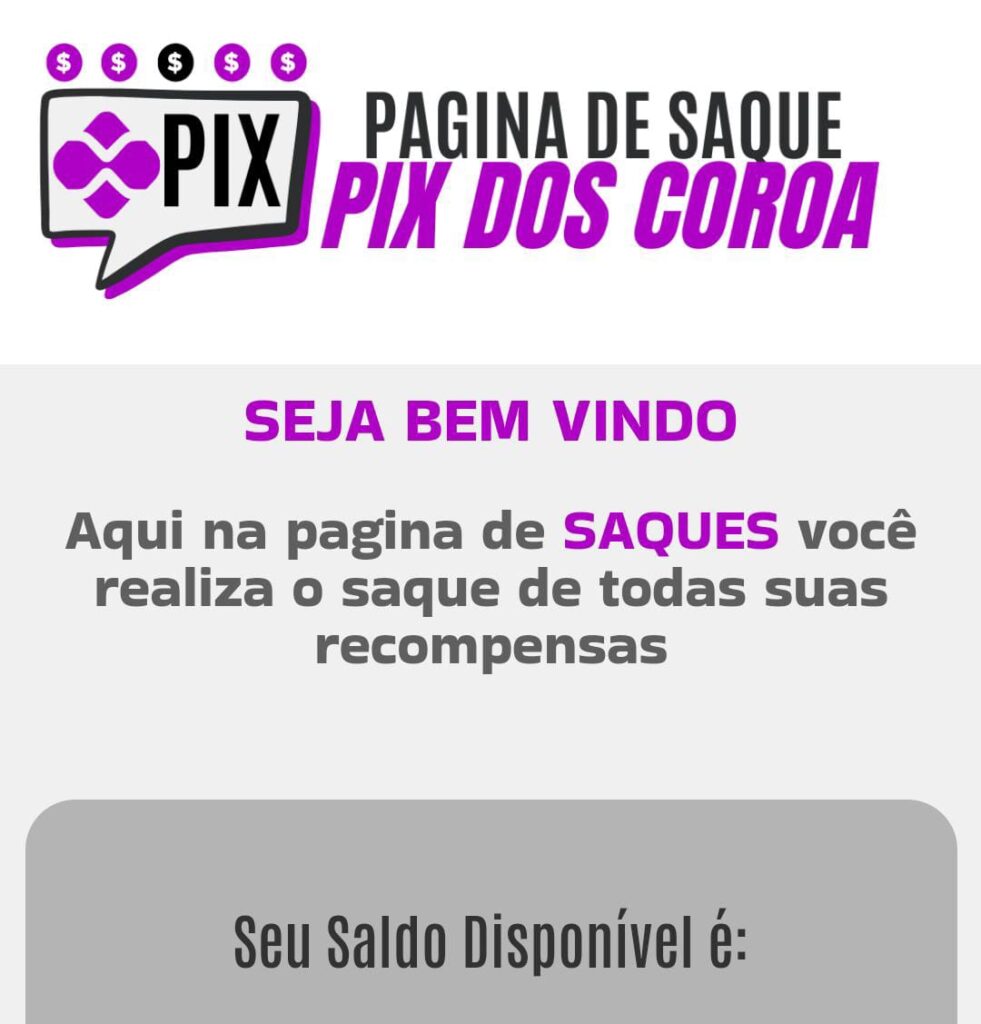 $ $ $ $ $
PIX
PAGINA DE SAQUE
PIX DOS COROA
SEJA BEM VINDO
Aqui na pagina de SAQUES você
realiza o saque de todas suas
recompensas
Seu Saldo Disponível é: